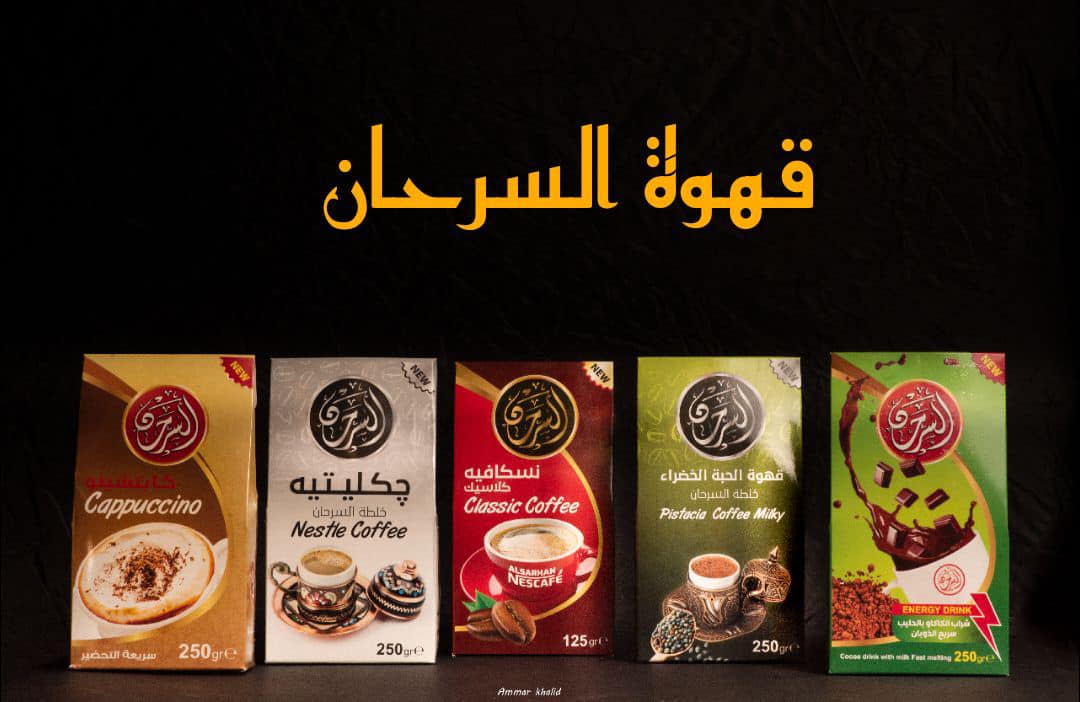 قهوة السرحان
NEW
السرحان
كابتشينو
Cappuccino
سريعة التحضير
250gr℮
NEW
السرحان
چكليتيه
خلطة السرحان
Nestle Coffee
250gr℮
NEW
السرحان
نسكافيه
كلاسيك
Classic Coffee
ALSARHAN
NESCAFÉ
125gr℮
NEW
السرحان
قهوة الحبة الخضراء
خلطة السرحان
Pistacia Coffee Milky
250gr℮
NEW
السرحان
السرحان
ENERGY DRINK
شراب الكاكاو بالحليب
سريع الذوبان
Cocoa drink with milk Fast melting 250gr℮
Ammar khalid